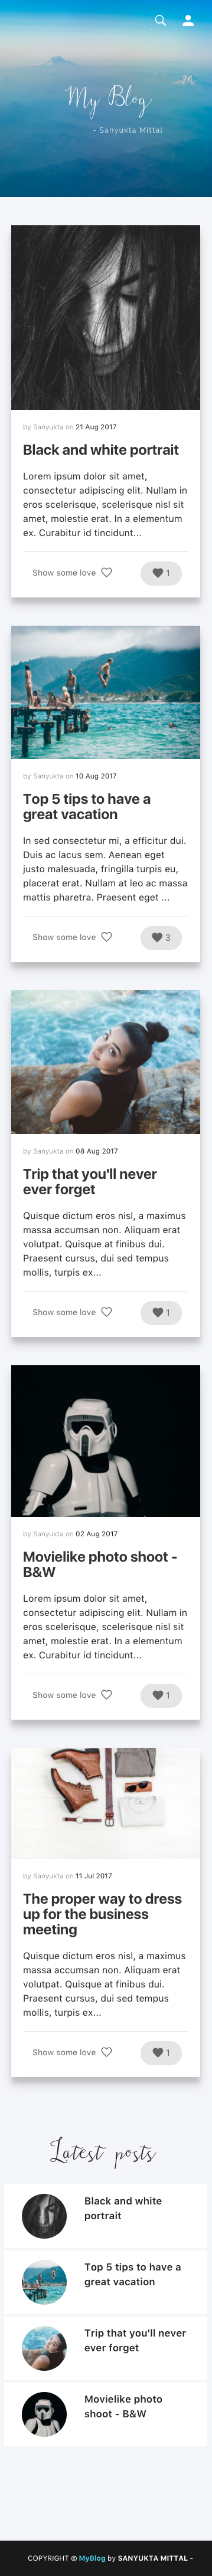 My Blog
- Sanyukta Mittal
by Sanyukta on 21 Aug 2017
Black and white portrait
Lorem ipsum dolor sit amet,
consectetur adipiscing elit. Nullam in
eros scelerisque, scelerisque nisl sit
amet, molestie erat. In a elementum
ex. Curabitur id tincidunt...
Show some love
1
by Sanyukta on 10 Aug 2017
Top 5 tips to have a
great vacation
In sed consectetur mi, a efficitur dui.
Duis ac lacus sem. Aenean eget
justo malesuada, fringilla turpis eu,
placerat erat. Nullam at leo ac massa
mattis pharetra. Praesent eget ...
Show some love
3
by Sanyukta on 08 Aug 2017
Trip that you'll never
ever forget
Quisque dictum eros nisl, a maximus
massa accumsan non. Aliquam erat
volutpat. Quisque at finibus dui.
Praesent cursus, dui sed tempus
mollis, turpis ex...
Show some love
1
by Sanyukta on 02 Aug 2017
Movielike photo shoot -
B&W
Lorem ipsum dolor sit amet,
consectetur adipiscing elit. Nullam in
eros scelerisque, scelerisque nisl sit
amet, molestie erat. In a elementum
ex. Curabitur id tincidunt...
Show some love
1
by Sanyukta on 11 Jul 2017
The proper way to dress
up for the business
meeting
Quisque dictum eros nisl, a maximus
massa accumsan non. Aliquam erat
volutpat. Quisque at finibus dui.
Praesent cursus, dui sed tempus
mollis, turpis ex...
Show some love
1
Latest posts
Black and white
portrait
Top 5 tips to have a
great vacation
Trip that you'll never
ever forget
Movielike photo
shoot - B&W
COPYRIGHT © MyBlog by SANYUKTA MITTAL -